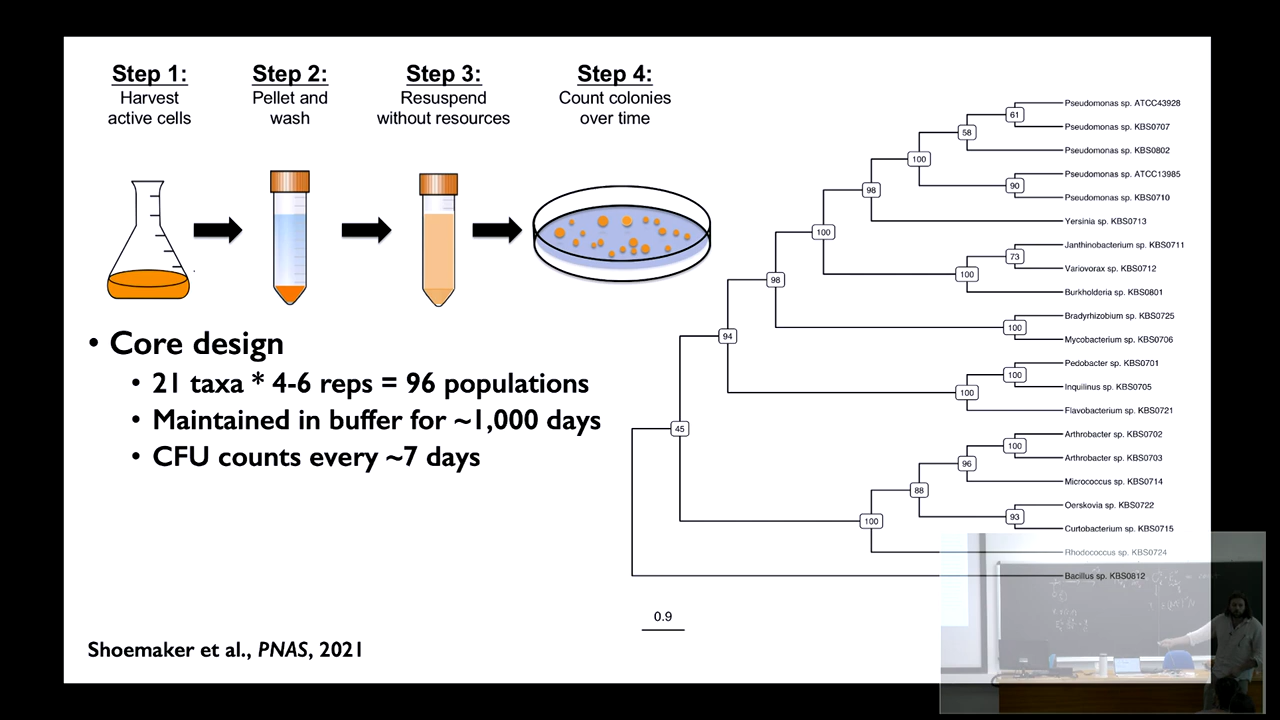 Step 1:
Harvest
active cells
Step 2:
Pellet and
wash
Step 3:
Resuspend
without resources
Step 4:
Count colonies
over time
• Core design
• 21 taxa * 4-6 reps = 96 populations
• Maintained in buffer for ~1,000 days
• CFU counts every ~7 days
Shoemaker et al., PNAS, 2021
Pseudomonas sp. ATCC43928
61
Pseudomonas sp. KBS0707
58
Pseudomonas sp. KBS0802
100
Pseudomonas sp. ATCC13985
90
98
Pseudomonas sp. KBS0710
Yersinia sp. KBS0713
100
Janthinobacterium sp. KBS0711
73
Variovorax sp. KBS0712
98
100
Burkholderia sp. KBS0801
Bradyrhizobium sp. KBS0725
100
94
Mycobacterium sp. KBS0706
Pedobacter sp. KBS0701
100
Inquilinus sp. KBS0705
100
Flavobacterium sp. KBS0721
45
Arthrobacter sp. KBS0702
100
Arthrobacter sp. KBS0703
96
Micrococcus sp. KBS0714
88
Oerskovia sp. KBS0722
93
100
Curtobacterium sp. KBS0715
Rhodococcus sp. KBS0724
Bacillus sp. KBS0812
0.9